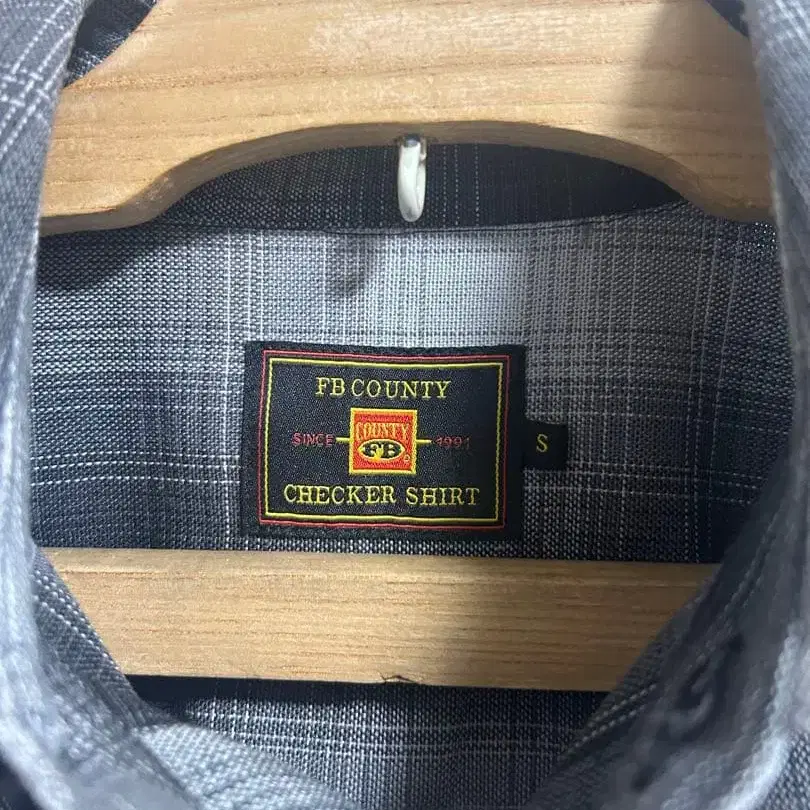 FB COUNTY
COUNTY
SINCE FB 1991
CHECKER SHIRT
S